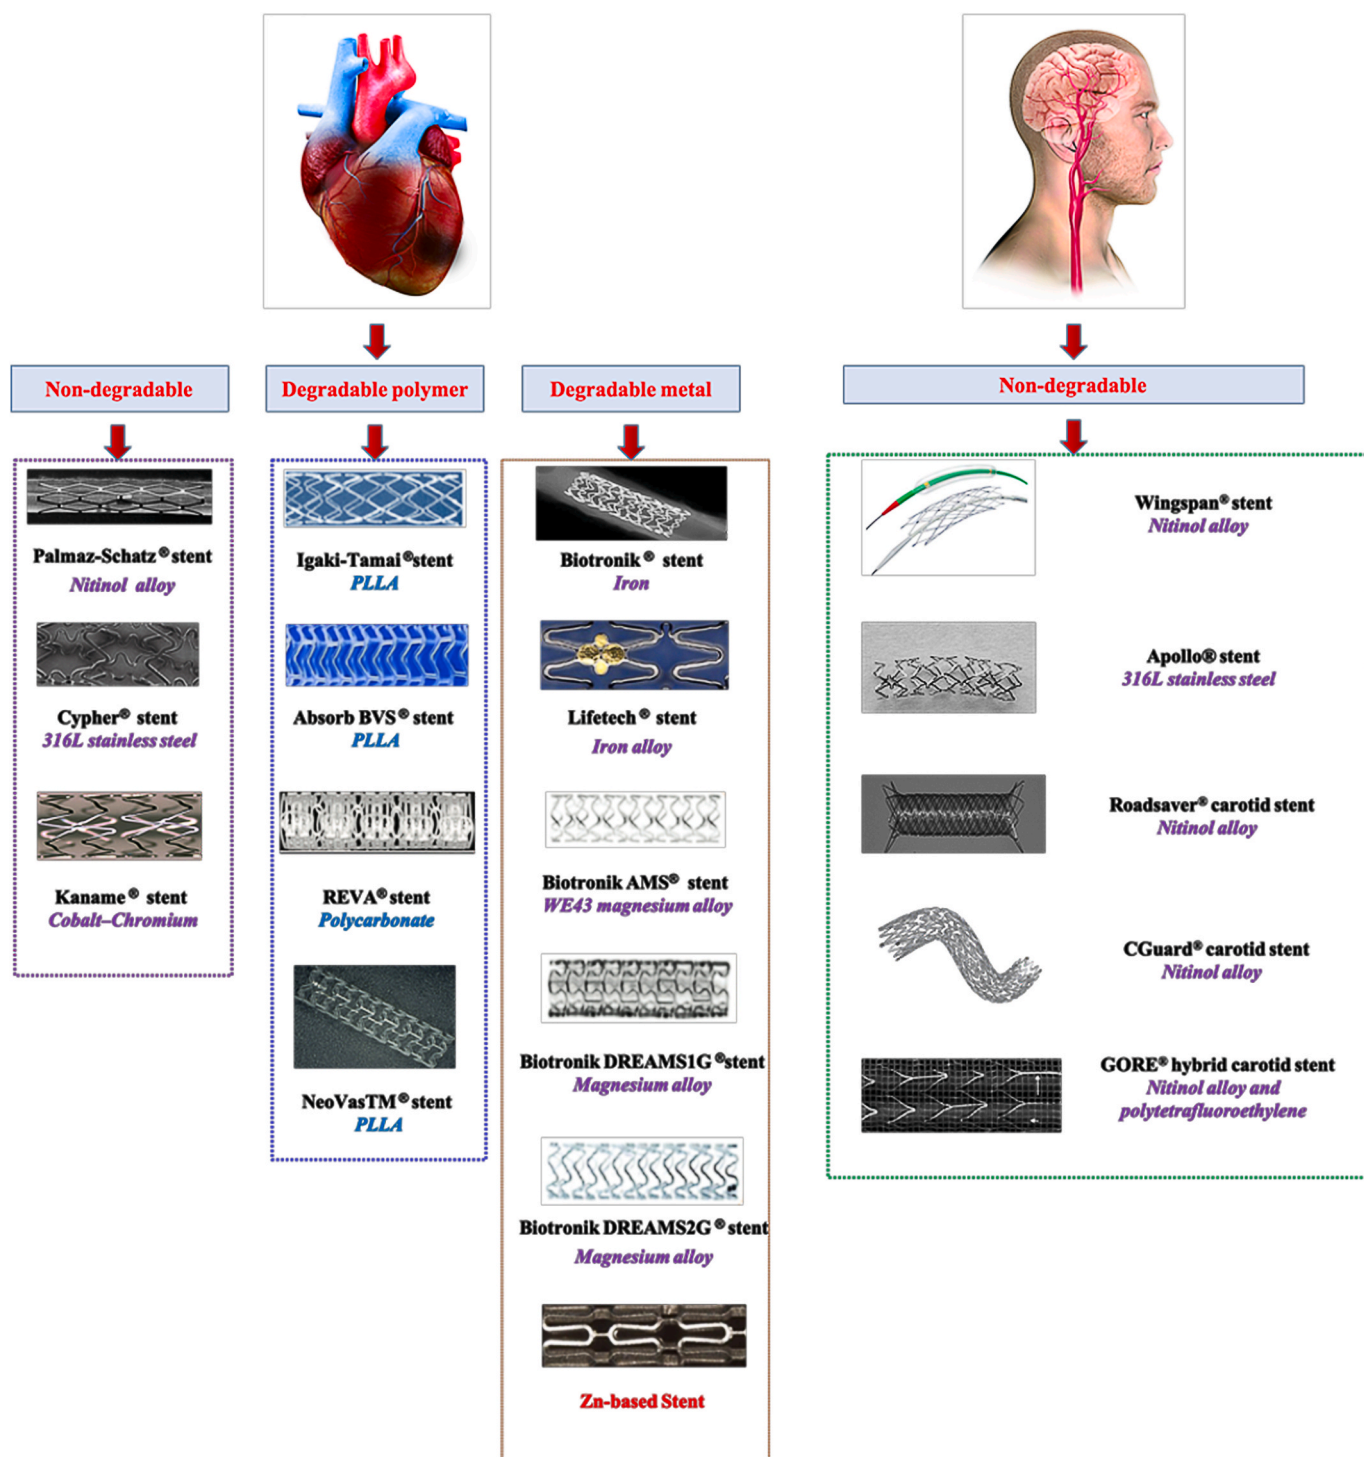 Non-degradable
Palmaz-Schatz® stent
Nitinol alloy
Cypher® stent
316L stainless steel
Kaname® stent
Cobalt–Chromium
Degradable polymer
Igaki-Tamai®stent
PLLA
Absorb BVS® stent
PLLA
REVA® stent
Polycarbonate
NeoVasTM® stent
PLLA
Degradable metal
Biotronik® stent
Iron
Lifetech® stent
Iron alloy
Biotronik AMS® stent
WE43 magnesium alloy
Biotronik DREAMS1G ®stent
Magnesium alloy
Biotronik DREAMS2G ®stent
Magnesium alloy
Zn-based Stent
Non-degradable
Wingspan® stent
Nitinol alloy
Apollo® stent
316L stainless steel
Roadsaver® carotid stent
Nitinol alloy
CGuard® carotid stent
Nitinol alloy
GORE® hybrid carotid stent
Nitinol alloy and
polytetrafluoroethylene